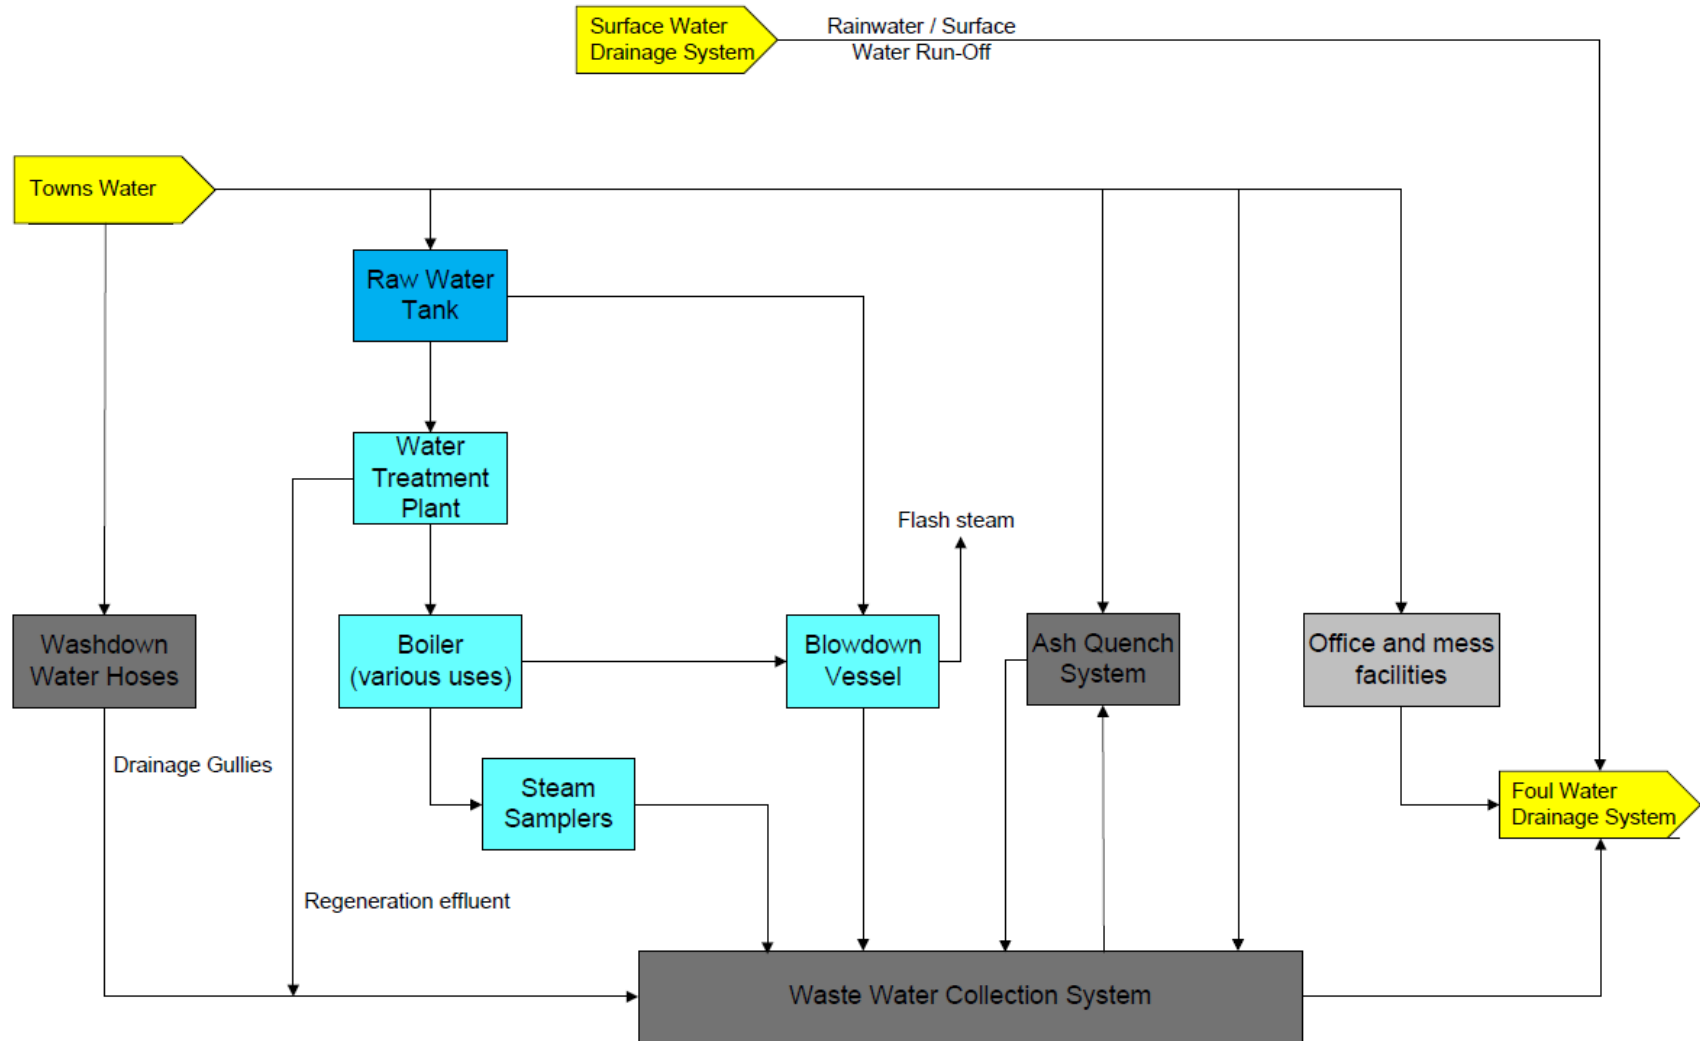 Surface Water
Drainage System
Rainwater / Surface
Water Run-Off
Towns Water
Raw Water
Tank
Water
Treatment
Plant
Flash steam
Washdown
Water Hoses
Boiler
(various uses)
Blowdown
Vessel
Ash Quench
System
Office and mess
facilities
Drainage Gullies
Steam
Samplers
Foul Water
Drainage System
Regeneration effluent
Waste Water Collection System